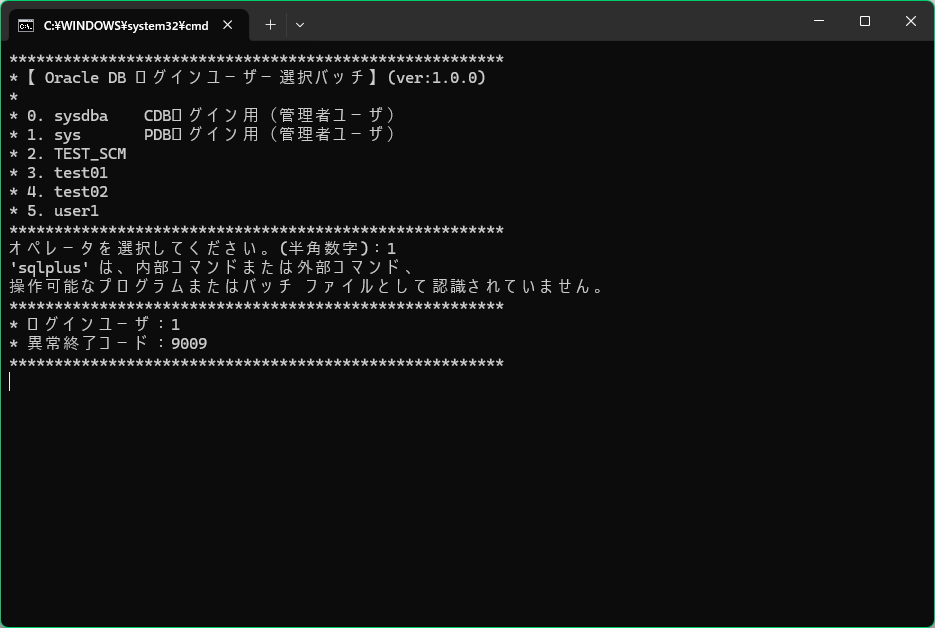 C:¥WINDOWS¥system32¥cmd
*******************************************************
* 【 Oracle DB ログインユーザー選択バッチ】(ver:1.0.0)
*
* 0. sysdba    CDBログイン用（管理者ユーザ）
* 1. sys       PDBログイン用（管理者ユーザ）
* 2. TEST_SCM
* 3. test01
* 4. test02
* 5. user1
*******************************************************
オペレータを選択してください。(半角数字)：1
'sqlplus' は、内部コマンドまたは外部コマンド、
操作可能なプログラムまたはバッチ ファイルとして認識されていません。
*******************************************************
* ログインユーザ：1
* 異常終了コード：9009
*******************************************************